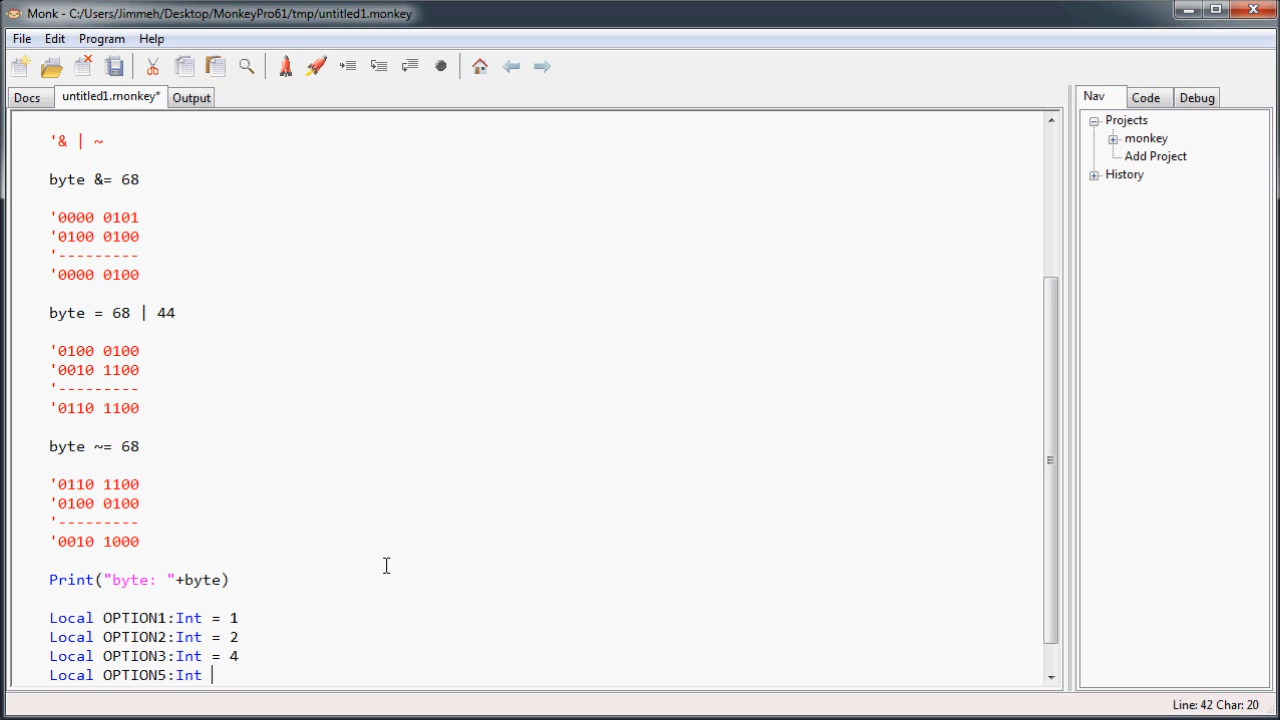 Monk - C:/Users/Jimmeh/Desktop/MonkeyPro61/tmp/untitled1.monkey
File Edit Program Help
Docs untitled1.monkey* Output
Nav Code Debug
'& | ~
byte &= 68
'0000 0101
'0100 0100
'---------
'0000 0100
byte = 68 | 44
'0100 0100
'0010 1100
'---------
'0110 1100
byte ~= 68
'0110 1100
'0100 0100
'---------
'0010 1000
Print("byte: "+byte)
Local OPTION1:Int = 1
Local OPTION2:Int = 2
Local OPTION3:Int = 4
Local OPTION5:Int
Projects
monkey
Add Project
History
Line: 42 Char: 20